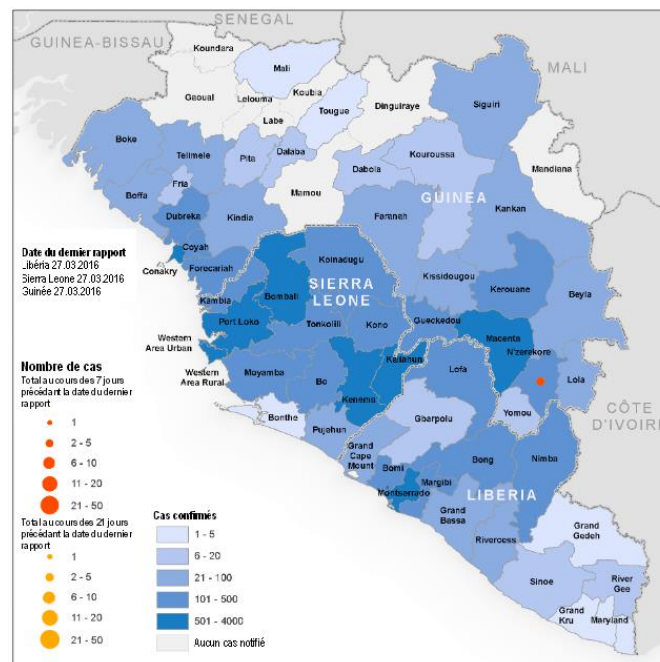 SENEGAL
GUINEA-BISSAU
MALI
Koundara
Mali
Koubia
Gaoual
Lelouma
Tougue
Dinguiraye
Labe
Siguiri
Boke
Telimele
Pita
Dalaba
Kouroussa
Dabola
Mandiana
Fria
Mamou
GUINEA
Boffa
Dubreka
Kindia
Faranah
Kankan
Coyah
Conakry
Forecariah
Koinadugu
Kissidougou
Kerouane
Beyla
Date du dernier rapport
Libéria 27.03.2016
Sierra Leone 27.03.2016
Guinée 27.03.2016
Kambia
Bombali
SIERRA
LEONE
Gueckedou
Macenta
Port Loko
Tonkolili
Kono
N'zerekore
Western
Area Urban
Kailahun
Lofa
Lola
Western
Area Rural
Moyamba
Bo
Kenema
Yomou
CÔTE
D'IVOIRE
Bonthe
Pujehun
Gbarpolu
Grand
Cape
Mount
Bomi
Bong
Nimba
Montserrado
Margibi
LIBERIA
Grand
Bassa
Rivercess
Grand
Gedeh
Sinoe
River
Gee
Grand
Kru
Maryland
Nombre de cas
Total au cours des 7 jours
précédant la date du dernier
rapport
1
2 - 5
6 - 10
11 - 20
21 - 50
Total au cours des 21 jours
précédant la date du dernier
rapport
1
2 - 5
6 - 10
11 - 20
21 - 50
Cas confirmés
1 - 5
6 - 20
21 - 100
101 - 500
501 - 4000
Aucun cas notifié